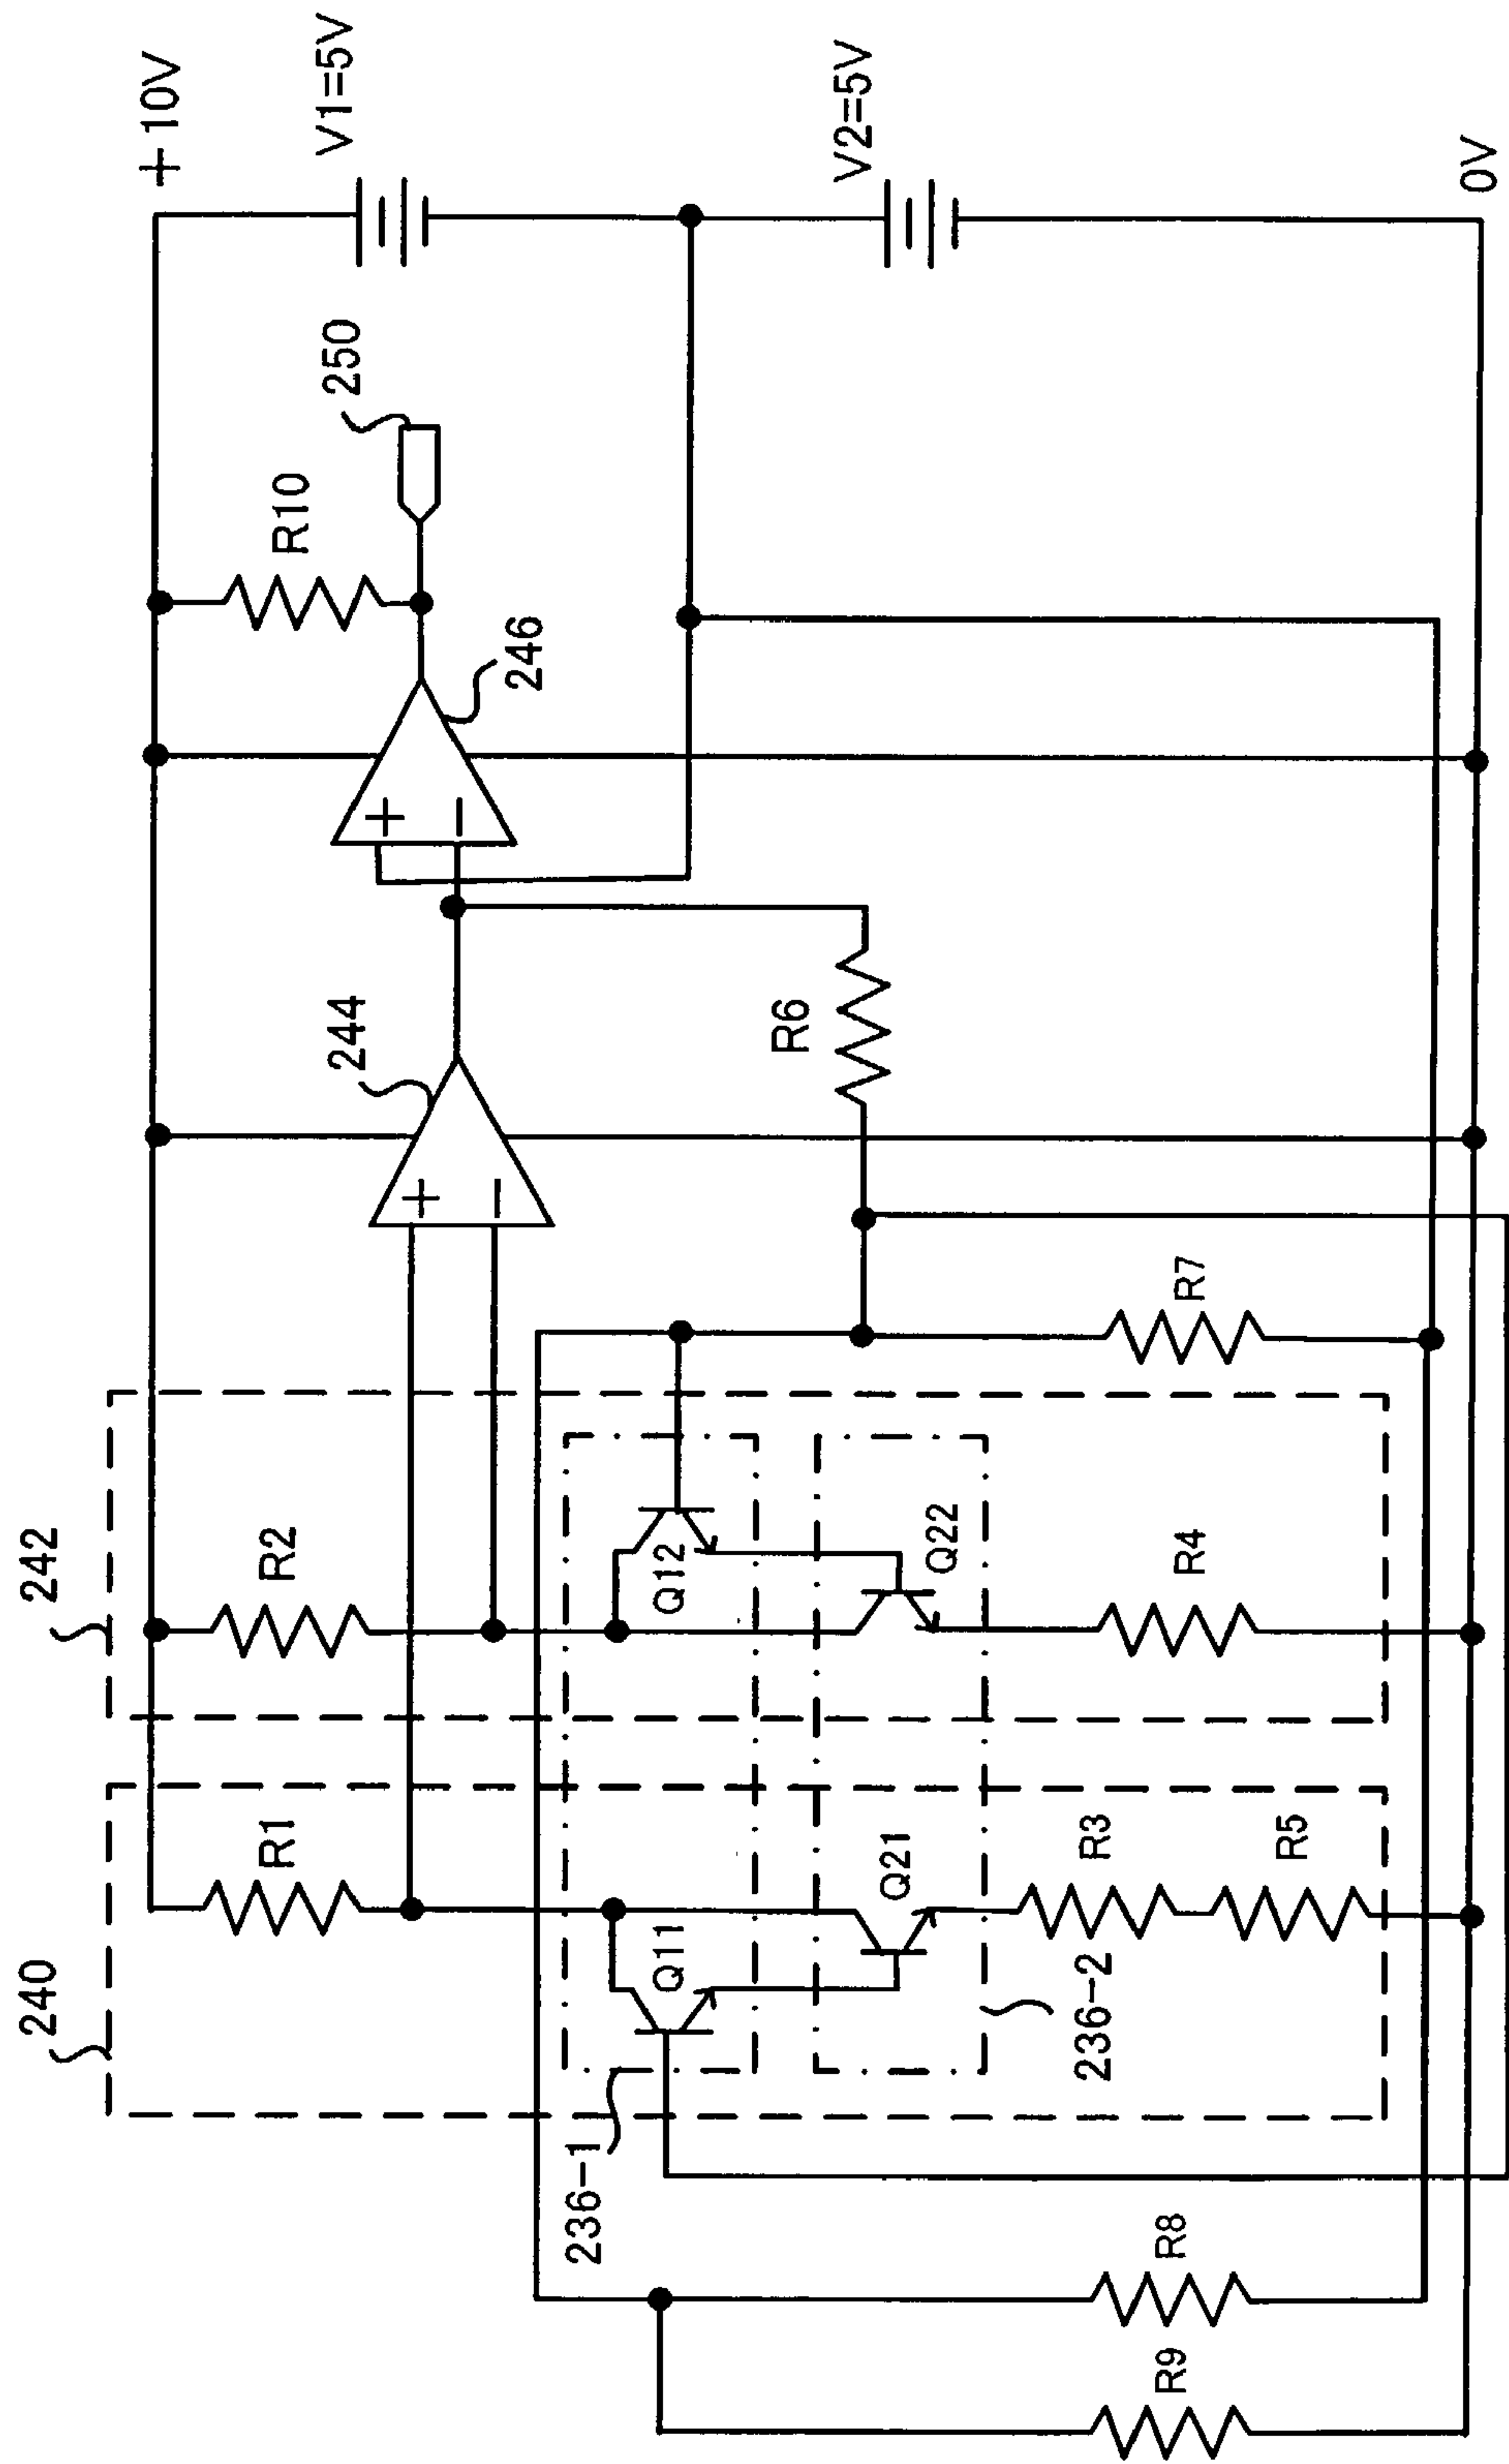 +10V
V1=5V
V2=5V
0V
250
R10
246
244
R6
R7
242
R2
Q12
Q22
R4
240
R1
Q11
Q21
R3
R5
236-1
236-2
R8
R9
+
−
+
−